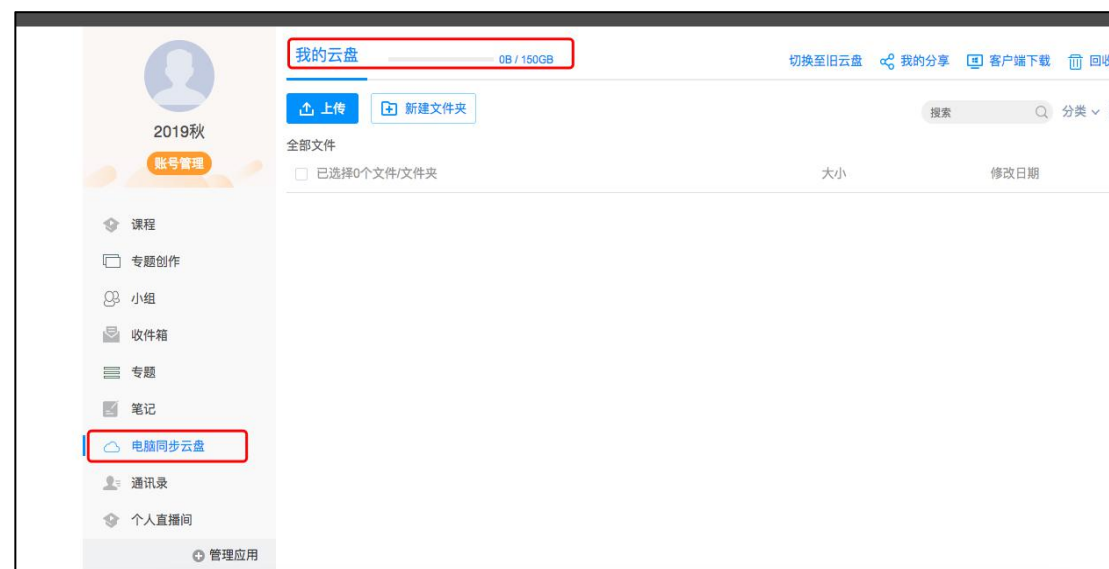 我的云盘 0B / 150GB 切换至旧云盘 我的分享 客户端下载 回收
上传 新建文件夹 搜索 分类
2019秋
账号管理
全部文件
已选择0个文件/文件夹 大小 修改日期
课程
专题创作
小组
收件箱
专题
笔记
电脑同步云盘
通讯录
个人直播间
管理应用